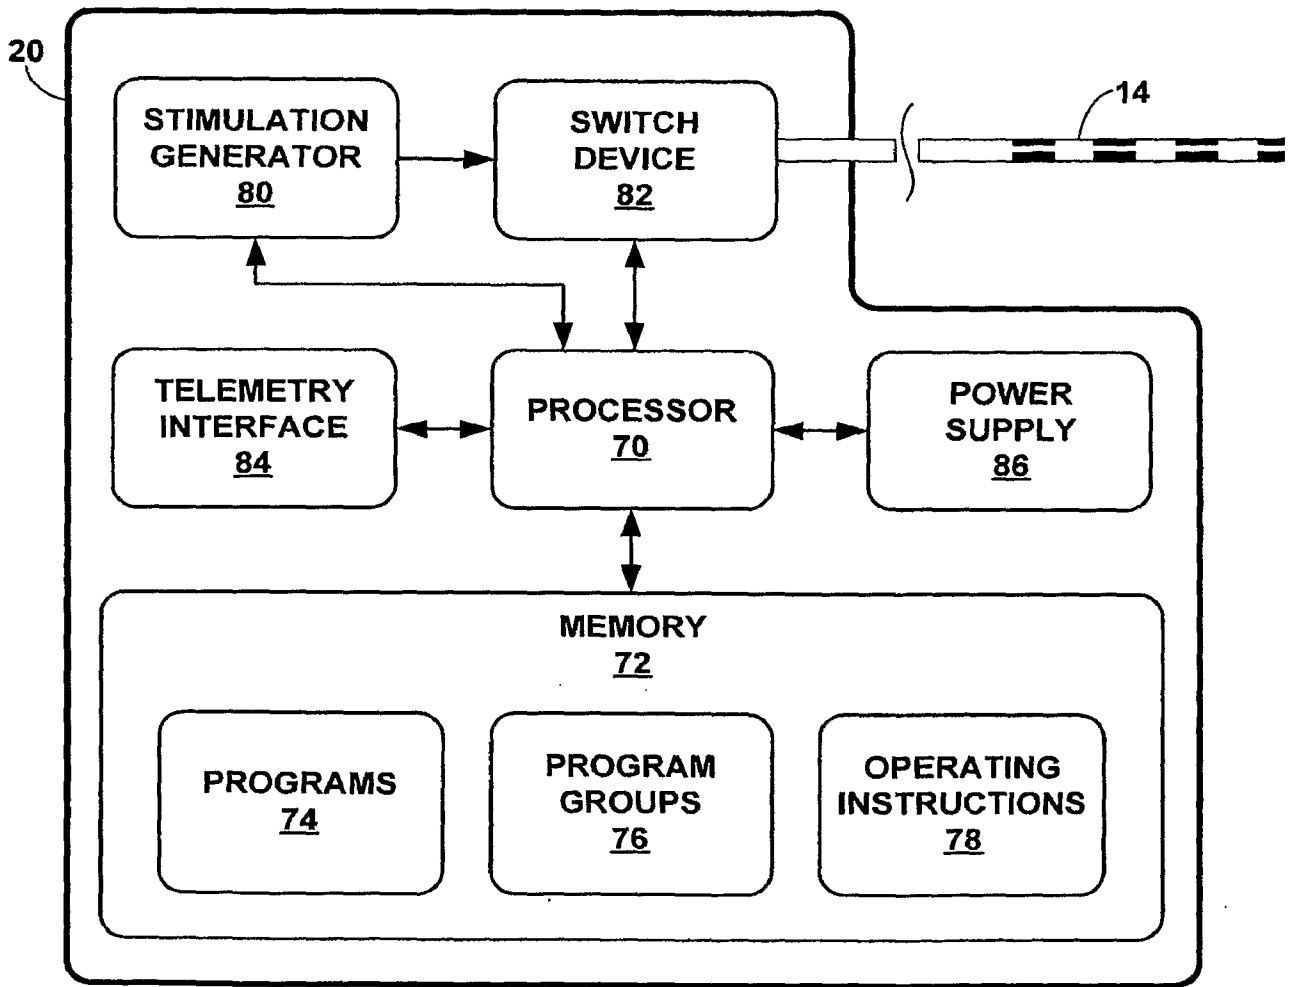 20
14
STIMULATION
GENERATOR
80
SWITCH
DEVICE
82
TELEMETRY
INTERFACE
84
PROCESSOR
70
POWER
SUPPLY
86
MEMORY
72
PROGRAMS
74
PROGRAM
GROUPS
76
OPERATING
INSTRUCTIONS
78